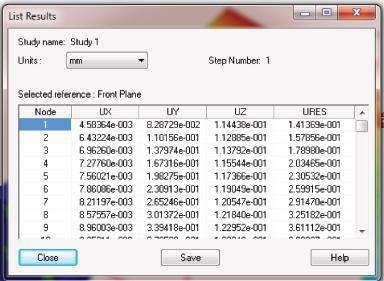 List Results
Study name: Study 1
Units : mm Step Number: 1
Selected reference : Front Plane
Node UX UY UZ URES
1 4.58364e-003 8.28729e-002 1.14438e-001 1.41369e-001
2 6.43224e-003 1.10156e-001 1.12885e-001 1.57856e-001
3 6.96260e-003 1.37974e-001 1.13792e-001 1.78980e-001
4 7.27760e-003 1.67316e-001 1.15544e-001 2.03465e-001
5 7.56021e-003 1.98275e-001 1.17366e-001 2.30532e-001
6 7.86086e-003 2.30913e-001 1.19049e-001 2.59915e-001
7 8.21197e-003 2.65246e-001 1.20547e-001 2.91470e-001
8 8.57557e-003 3.01372e-001 1.21840e-001 3.25182e-001
9 8.96003e-003 3.39418e-001 1.22952e-001 3.61112e-001
Close Save Help